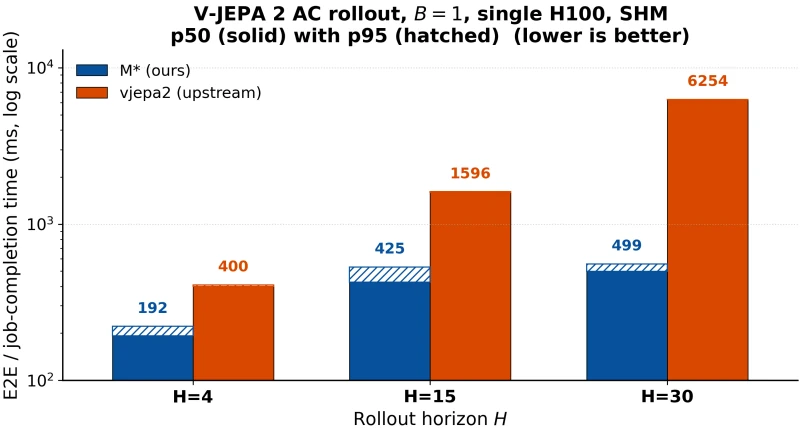 V-JEPA 2 AC rollout, B = 1, single H100, SHM
p50 (solid) with p95 (hatched) (lower is better)
E2E / job-completion time (ms, log scale)
10⁴
10³
10²
M* (ours)
vjepa2 (upstream)
192
400
425
1596
499
6254
H=4
H=15
H=30
Rollout horizon H